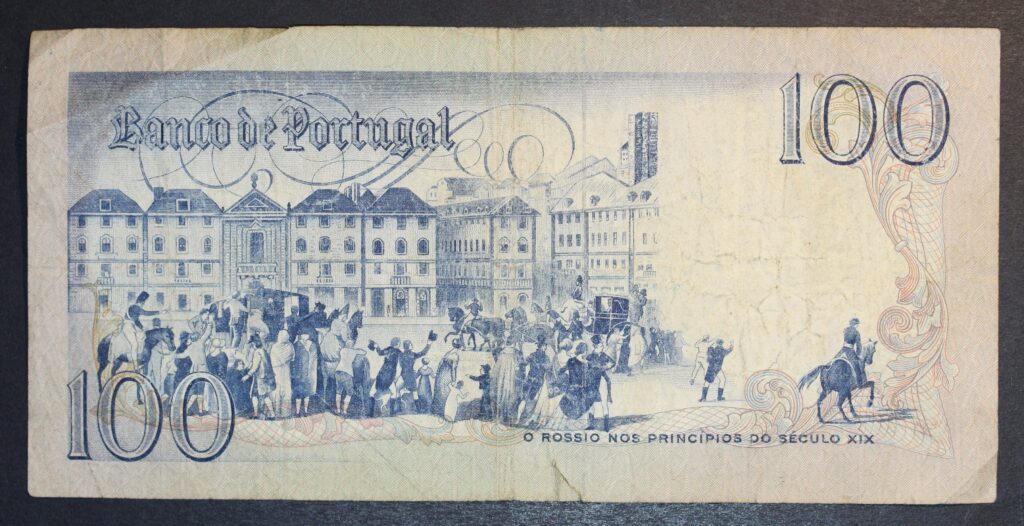 Banco de Portugal
100
100
O ROSSIO NOS PRINCÍPIOS DO SÉCULO XIX